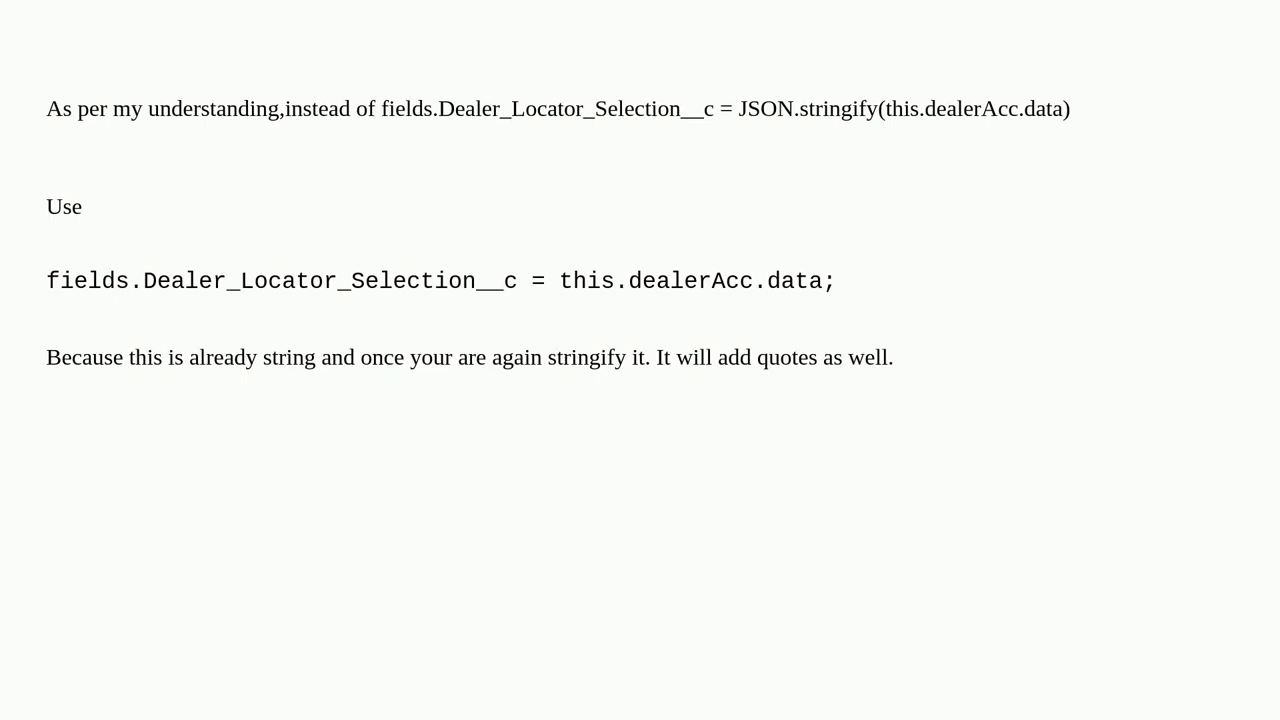 As per my understanding,instead of fields.Dealer_Locator_Selection__c = JSON.stringify(this.dealerAcc.data)
Use
fields.Dealer_Locator_Selection__c = this.dealerAcc.data;
Because this is already string and once your are again stringify it. It will add quotes as well.